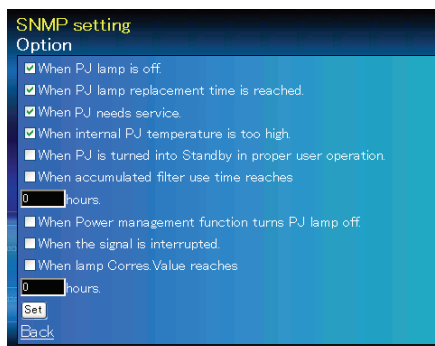 SNMP setting
Option
When PJ lamp is off.
When PJ lamp replacement time is reached.
When PJ needs service.
When internal PJ temperature is too high.
When PJ is turned into Standby in proper user operation.
When accumulated filter use time reaches
0 hours.
When Power management function turns PJ lamp off.
When the signal is interrupted.
When lamp Corres.Value reaches
0 hours.
Set
Back